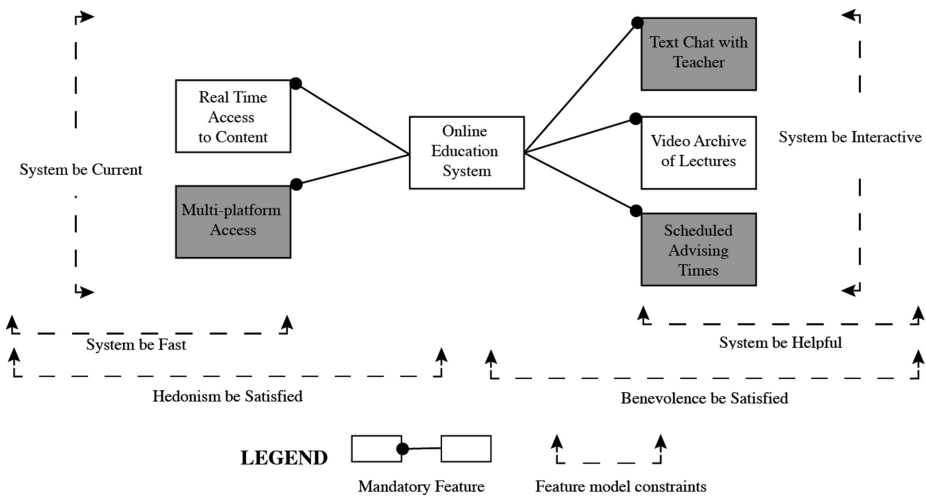 Text Chat with
Teacher
Real Time
Access
to Content
Online
Education
System
Video Archive
of Lectures
System be Interactive
System be Current
Multi-platform
Access
Scheduled
Advising
Times
System be Fast
System be Helpful
Hedonism be Satisfied
Benevolence be Satisfied
LEGEND
Mandatory Feature
Feature model constraints